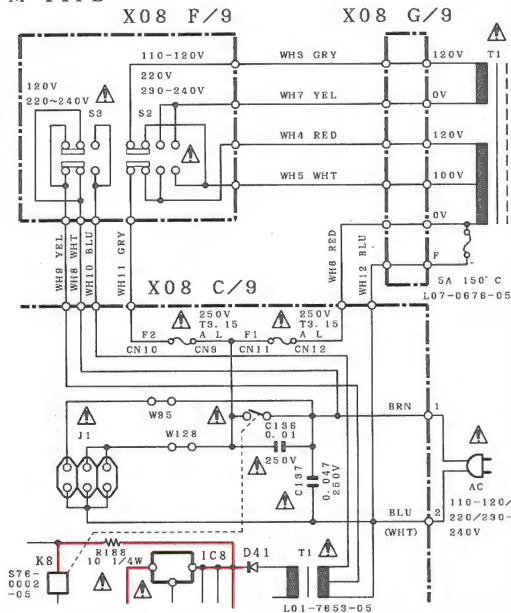 X08 F/9
X08 G/9
110-120V
220V
230-240V
120V
220~240V
S3
S2
WH3 GRY
WH7 YEL
WH4 RED
WH5 WHT
120V
T1
0V
120V
100V
0V
F
5A 150°C
L07-0676-05
WH9 YEL
WH8 WHT
WH10 BLU
WH11 GRY
WH6 RED
WH12 BLU
X08 C/9
250V
T3.15
A L
F2
CN10
CN9
250V
T3.15
A L
F1
CN11
CN12
W95
J1
W128
C136
0.01
250V
C137
0.047
250V
BRN
1
AC
110-120/
220/230-
240V
BLU
2
(WHT)
K8
S76-
0002
-05
R188
10 1/4W
IC8
D41
T1
L01-7653-05